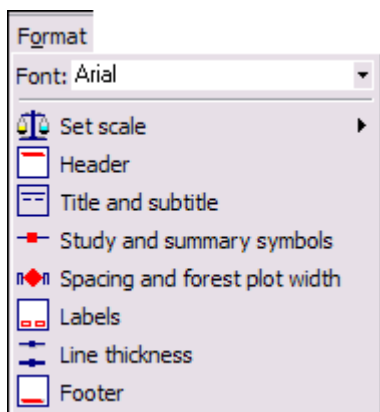 Format
Font: Arial
Set scale
Header
Title and subtitle
Study and summary symbols
Spacing and forest plot width
Labels
Line thickness
Footer